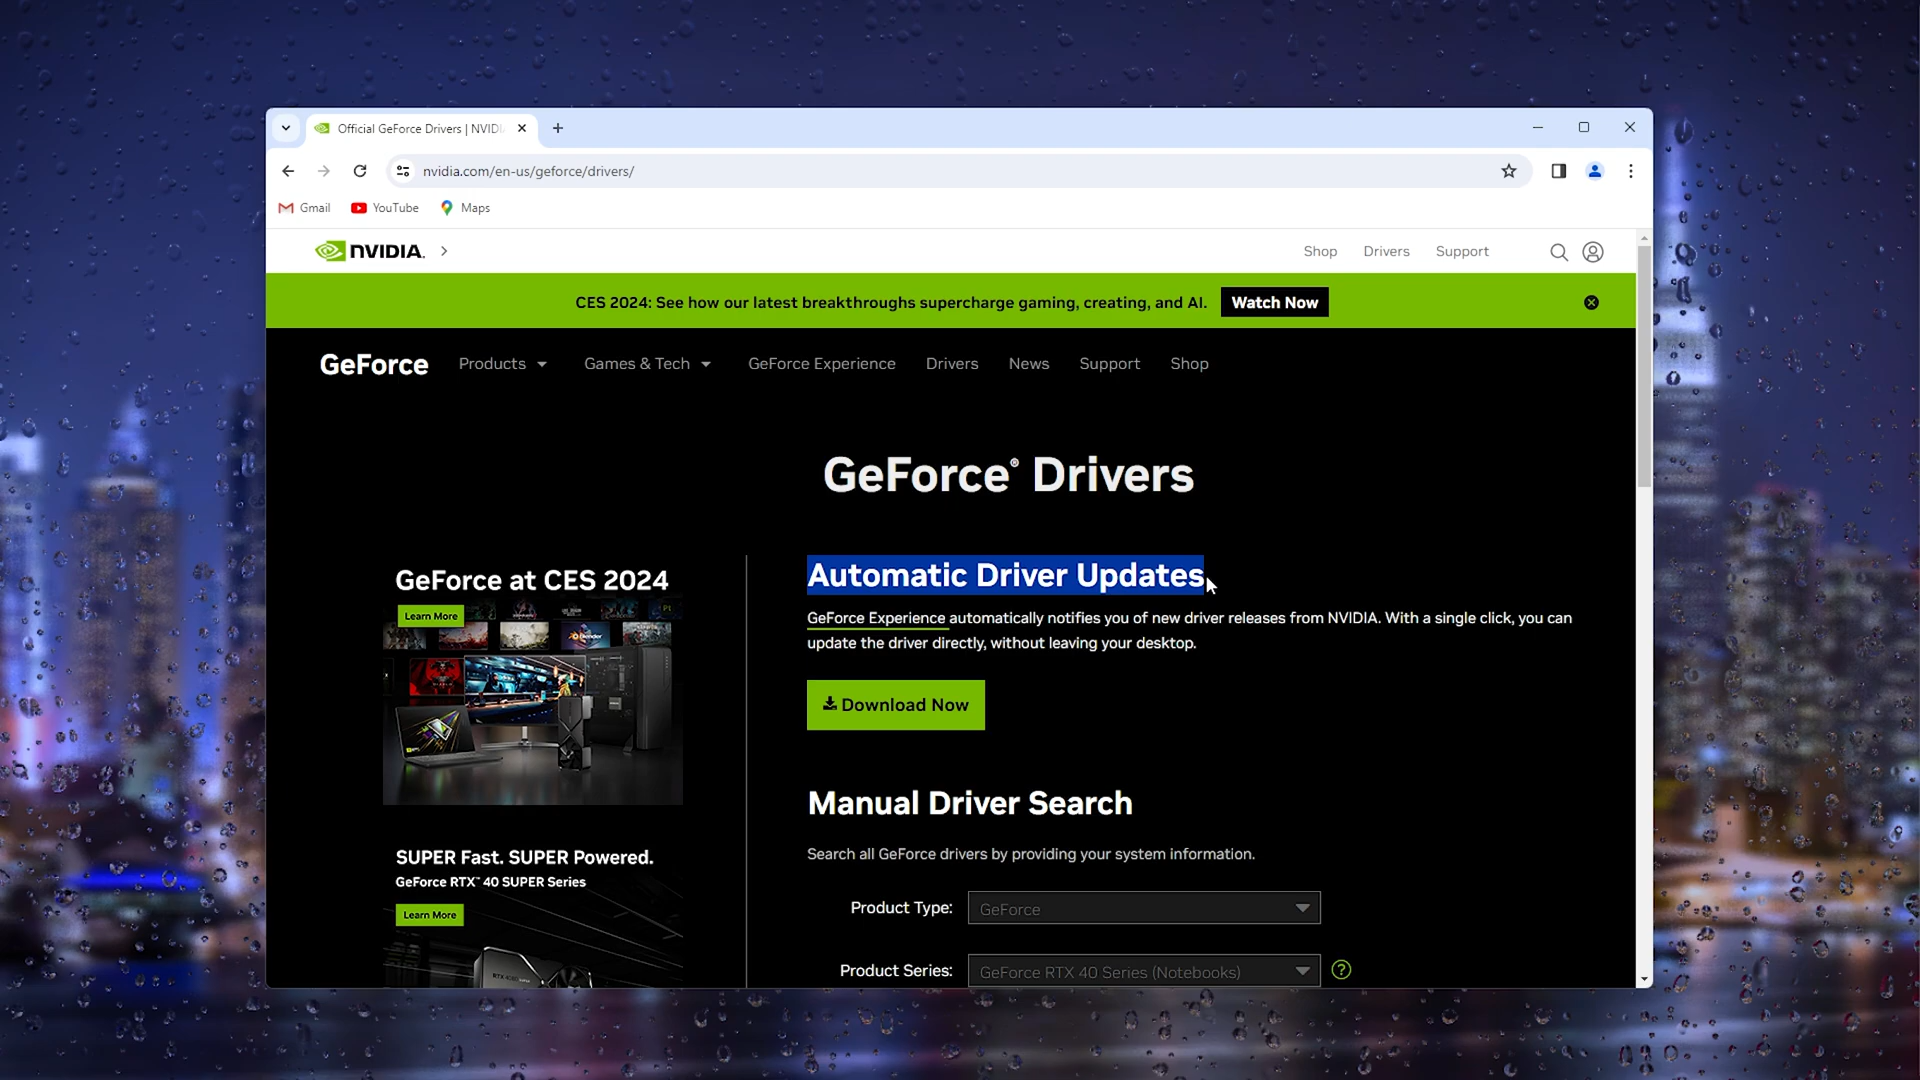 Official GeForce Drivers | NVIDI
nvidia.com/en-us/geforce/drivers/
Gmail YouTube Maps
NVIDIA. Shop Drivers Support
CES 2024: See how our latest breakthroughs supercharge gaming, creating, and AI. Watch Now
GeForce Products Games & Tech GeForce Experience Drivers News Support Shop
GeForce® Drivers
GeForce at CES 2024
Learn More
SUPER Fast. SUPER Powered.
GeForce RTX™ 40 SUPER Series
Learn More
Automatic Driver Updates
GeForce Experience automatically notifies you of new driver releases from NVIDIA. With a single click, you can
update the driver directly, without leaving your desktop.
Download Now
Manual Driver Search
Search all GeForce drivers by providing your system information.
Product Type: GeForce
Product Series: GeForce RTX 40 Series (Notebooks) ?